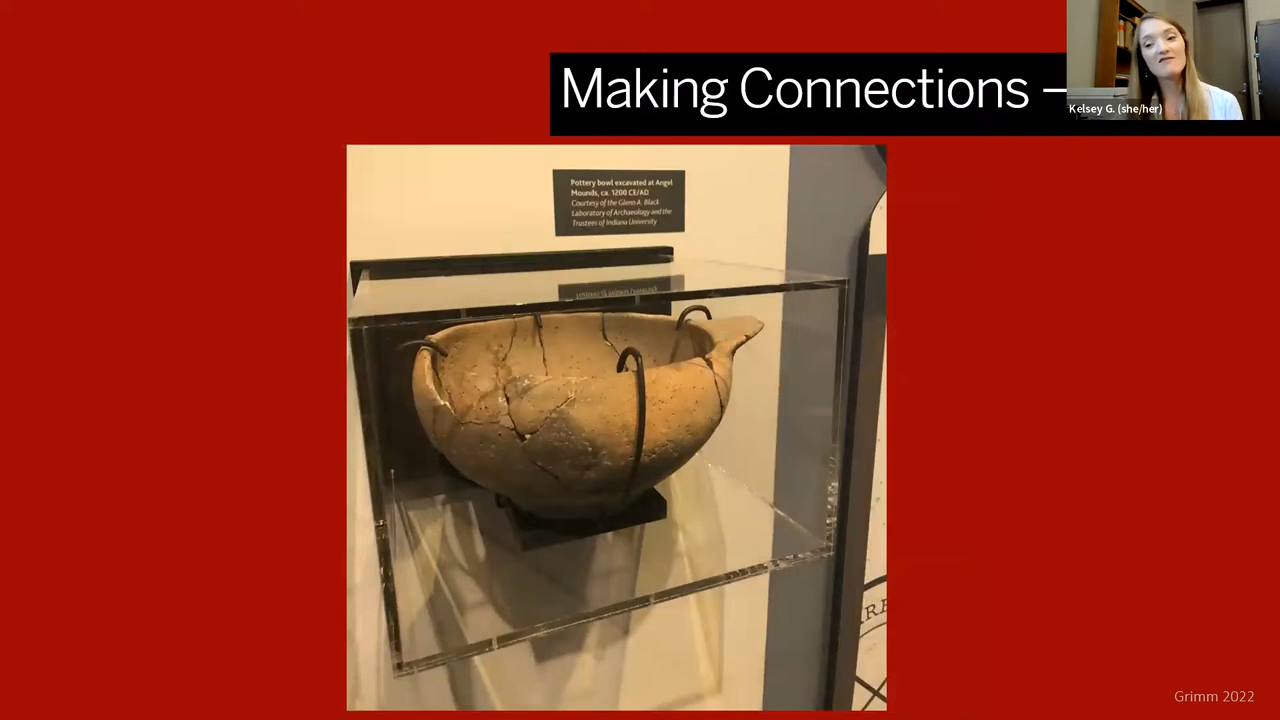 Making Connections –
Kelsey G. (she/her)
Pottery bowl excavated at Angel
Mounds, ca. 1200 CE/AD
Courtesy of the Glenn A. Black
Laboratory of Archaeology and the
Trustees of Indiana University
Grimm 2022